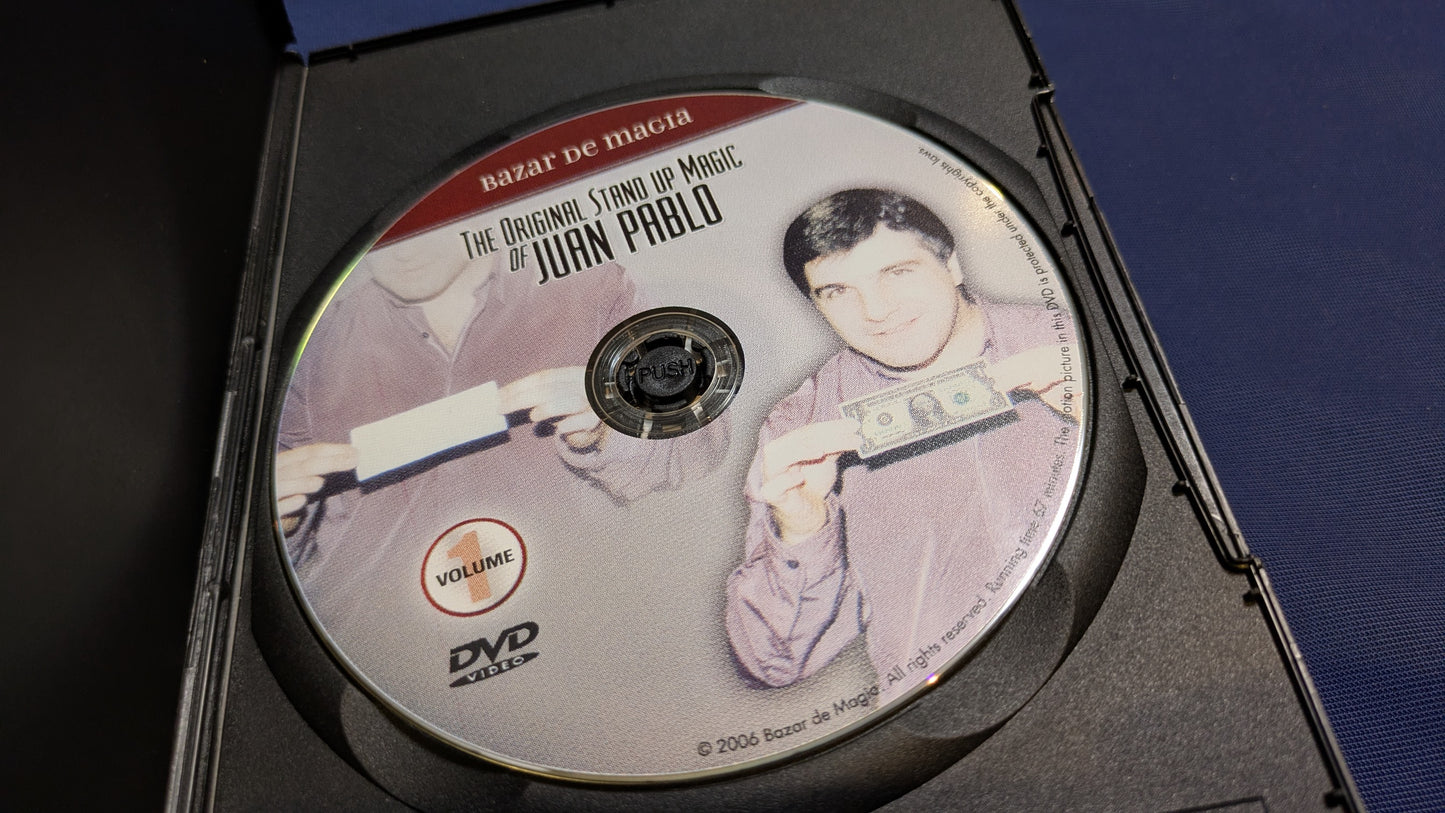 Bazar de Magia
The Original Stand Up Magic
of Juan Pablo
PUSH
1
VOLUME
DVD
VIDEO
© 2006 Bazar de Magia. All rights reserved. Running time 67 minutes. The motion picture in this DVD is protected under the copyrights laws.